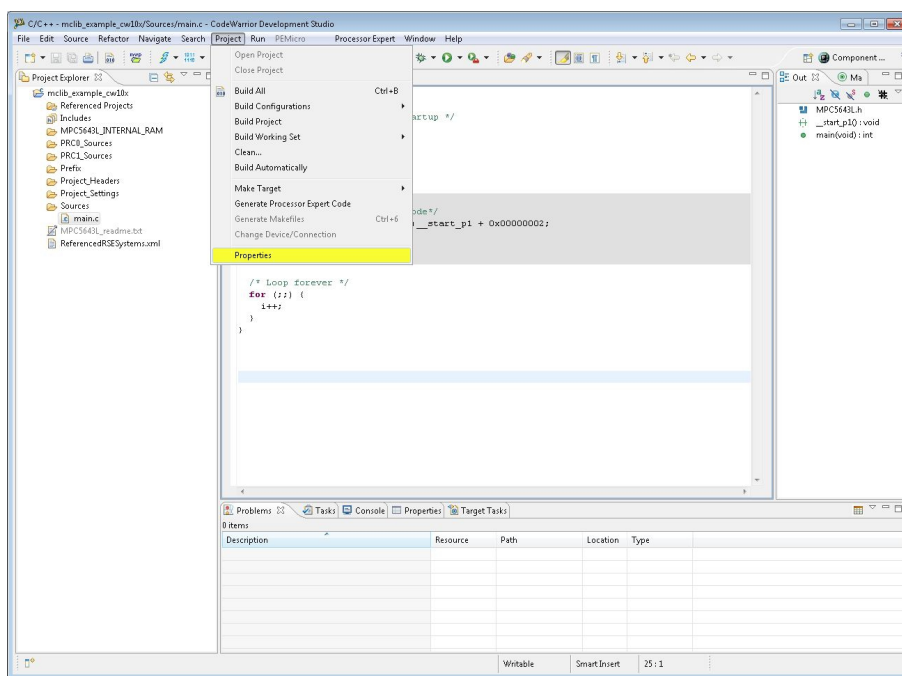 C/C++ - mclib_example_cw10x/Sources/main.c - CodeWarrior Development Studio
File Edit Source Refactor Navigate Search Project Run PEMicro Processor Expert Window Help
Component ...
Project Explorer
mclib_example_cw10x
Referenced Projects
Includes
MPC5643L_INTERNAL_RAM
PRC0_Sources
PRC1_Sources
Prefix
Project_Headers
Project_Settings
Sources
main.c
MPC5643L_readme.txt
ReferencedRSESystems.xml
Open Project
Close Project
Build All Ctrl+B
Build Configurations
Build Project
Build Working Set
Clean...
Build Automatically
Make Target
Generate Processor Expert Code
Generate Makefiles Ctrl+6
Change Device/Connection
Properties
artup */
ode*/
__start_p1 + 0x00000002;
/* Loop forever */
for (;;) {
i++;
}
}
Out Ma
MPC5643L.h
__start_p1() : void
main(void) : int
Problems Tasks Console Properties Target Tasks
0 items
Description Resource Path Location Type
Writable Smart Insert 25 : 1